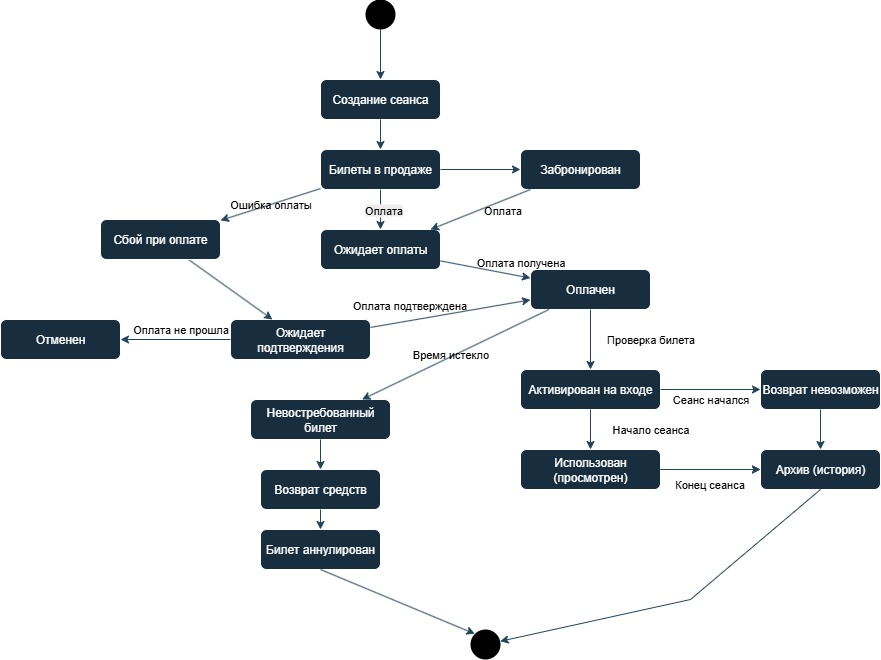 Создание сеанса
Билеты в продаже
Забронирован
Ошибка оплаты
Оплата
Оплата
Сбой при оплате
Ожидает оплаты
Оплата получена
Оплачен
Оплата подтверждена
Оплата не прошла
Отменен
Ожидает
подтверждения
Проверка билета
Время истекло
Активирован на входе
Сеанс начался
Возврат невозможен
Невостребованный
билет
Начало сеанса
Использован
(просмотрен)
Конец сеанса
Архив (история)
Возврат средств
Билет аннулирован